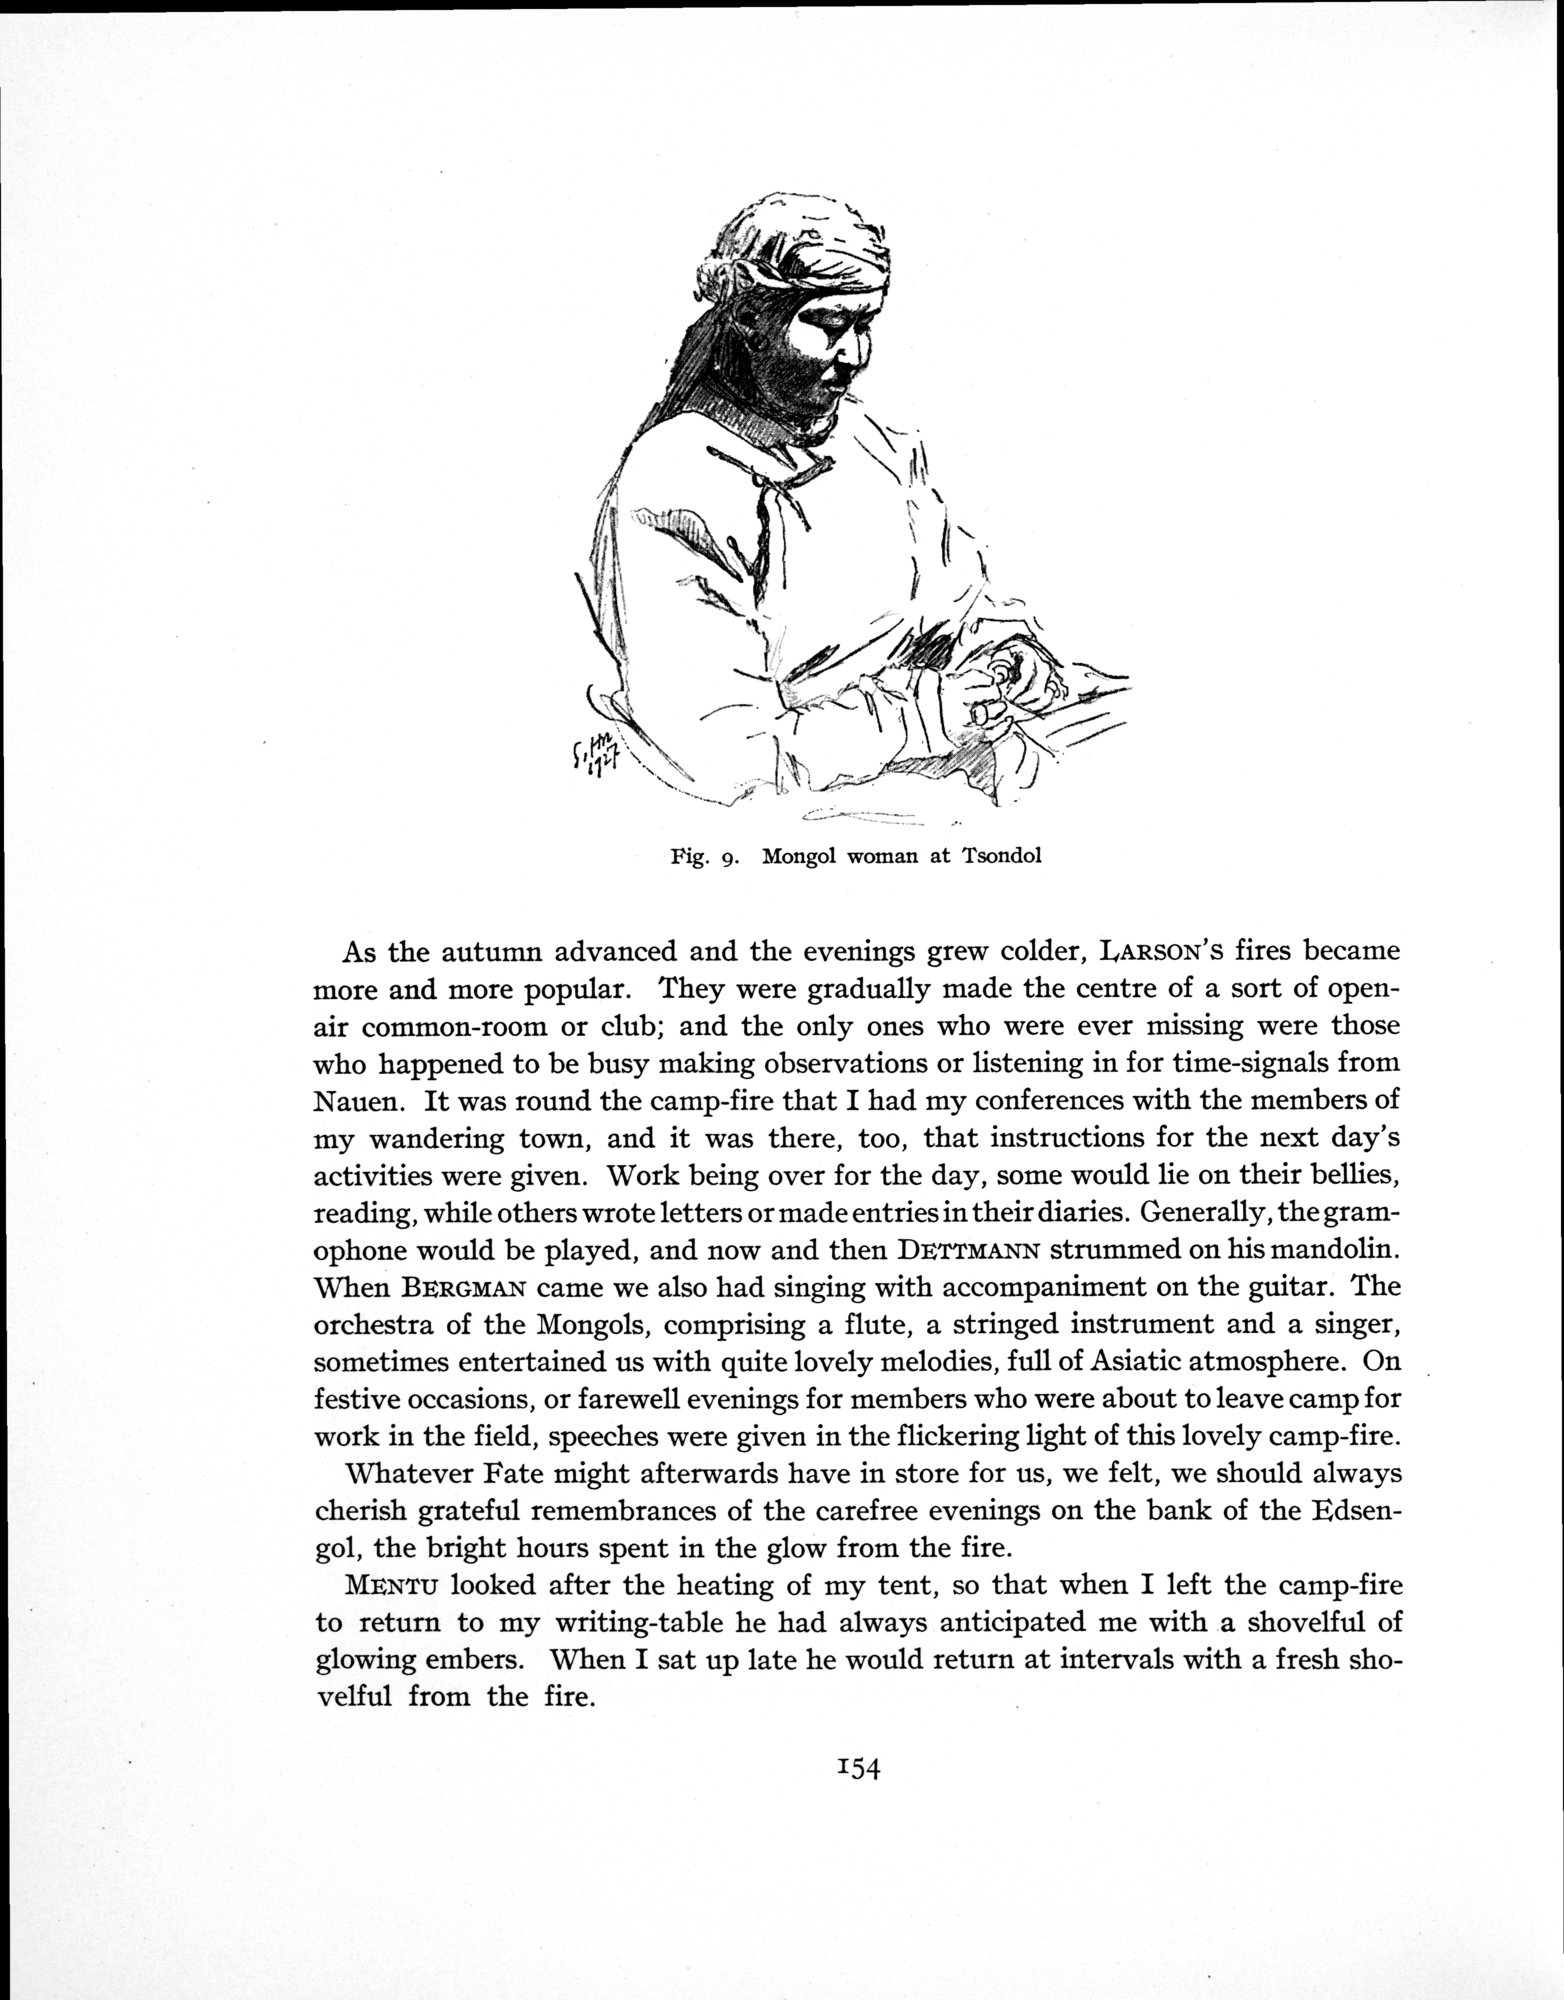 S. Hn
1927
Fig. 9. Mongol woman at Tsondol
As the autumn advanced and the evenings grew colder, LARSON'S fires became
more and more popular. They were gradually made the centre of a sort of open-
air common-room or club; and the only ones who were ever missing were those
who happened to be busy making observations or listening in for time-signals from
Nauen. It was round the camp-fire that I had my conferences with the members of
my wandering town, and it was there, too, that instructions for the next day's
activities were given. Work being over for the day, some would lie on their bellies,
reading, while others wrote letters or made entries in their diaries. Generally, the gram-
ophone would be played, and now and then DETTMANN strummed on his mandolin.
When BERGMAN came we also had singing with accompaniment on the guitar. The
orchestra of the Mongols, comprising a flute, a stringed instrument and a singer,
sometimes entertained us with quite lovely melodies, full of Asiatic atmosphere. On
festive occasions, or farewell evenings for members who were about to leave camp for
work in the field, speeches were given in the flickering light of this lovely camp-fire.
Whatever Fate might afterwards have in store for us, we felt, we should always
cherish grateful remembrances of the carefree evenings on the bank of the Edsen-
gol, the bright hours spent in the glow from the fire.
MENTU looked after the heating of my tent, so that when I left the camp-fire
to return to my writing-table he had always anticipated me with a shovelful of
glowing embers. When I sat up late he would return at intervals with a fresh sho-
velful from the fire.
154